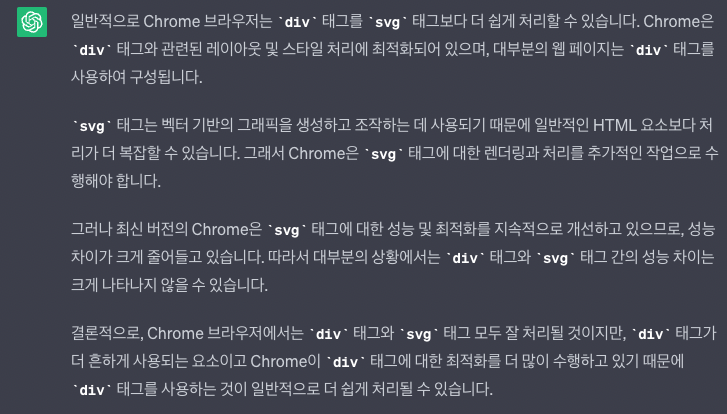 일반적으로 Chrome 브라우저는 `div` 태그를 `svg` 태그보다 더 쉽게 처리할 수 있습니다. Chrome은
`div` 태그와 관련된 레이아웃 및 스타일 처리에 최적화되어 있으며, 대부분의 웹 페이지는 `div` 태그를
사용하여 구성됩니다.
`svg` 태그는 벡터 기반의 그래픽을 생성하고 조작하는 데 사용되기 때문에 일반적인 HTML 요소보다 처
리가 더 복잡할 수 있습니다. 그래서 Chrome은 `svg` 태그에 대한 렌더링과 처리를 추가적인 작업으로 수
행해야 합니다.
그러나 최신 버전의 Chrome은 `svg` 태그에 대한 성능 및 최적화를 지속적으로 개선하고 있으므로, 성능
차이가 크게 줄어들고 있습니다. 따라서 대부분의 상황에서는 `div` 태그와 `svg` 태그 간의 성능 차이는
크게 나타나지 않을 수 있습니다.
결론적으로, Chrome 브라우저에서는 `div` 태그와 `svg` 태그 모두 잘 처리될 것이지만, `div` 태그가
더 흔하게 사용되는 요소이고 Chrome이 `div` 태그에 대한 최적화를 더 많이 수행하고 있기 때문에
`div` 태그를 사용하는 것이 일반적으로 더 쉽게 처리될 수 있습니다.